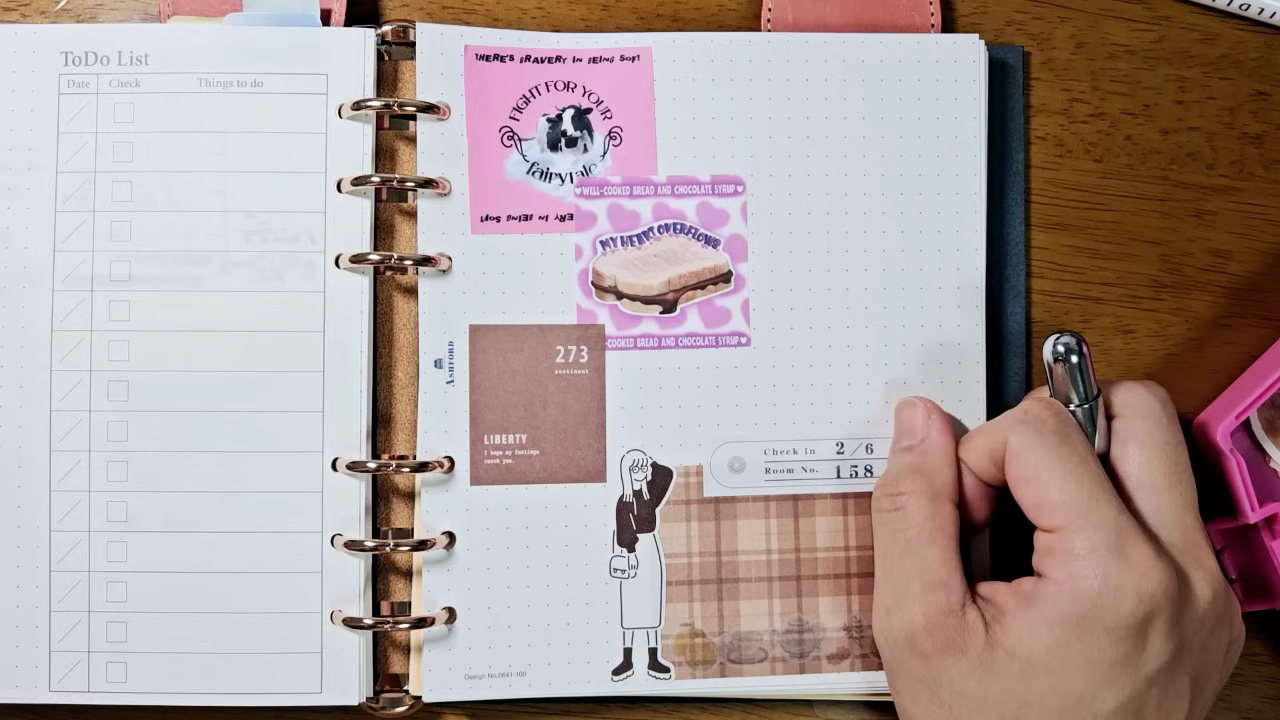 ToDo List
Date Check Things to do
THERE'S BRAVERY IN BEING SOFT
FIGHT FOR YOUR
fairytale
ERY IN BEING SOFT
WELL-COOKED BREAD AND CHOCOLATE SYRUP
MY HEART OVERFLOWS
COOKED BREAD AND CHOCOLATE SYRUP
273
sentiment
LIBERTY
I hope my feelings
reach you.
ASHFORD
Check in 2/6
Room No. 158
Design No.6641-100